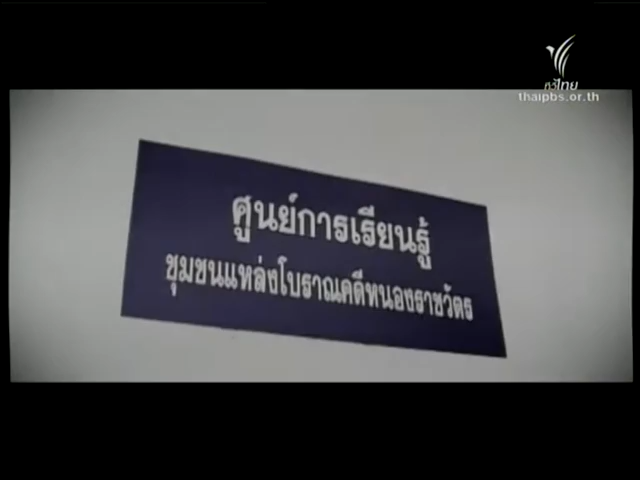 ทีวีไทย
thaipbs.or.th
ศูนย์การเรียนรู้
ชุมชนแหล่งโบราณคดีหนองราชวัตร